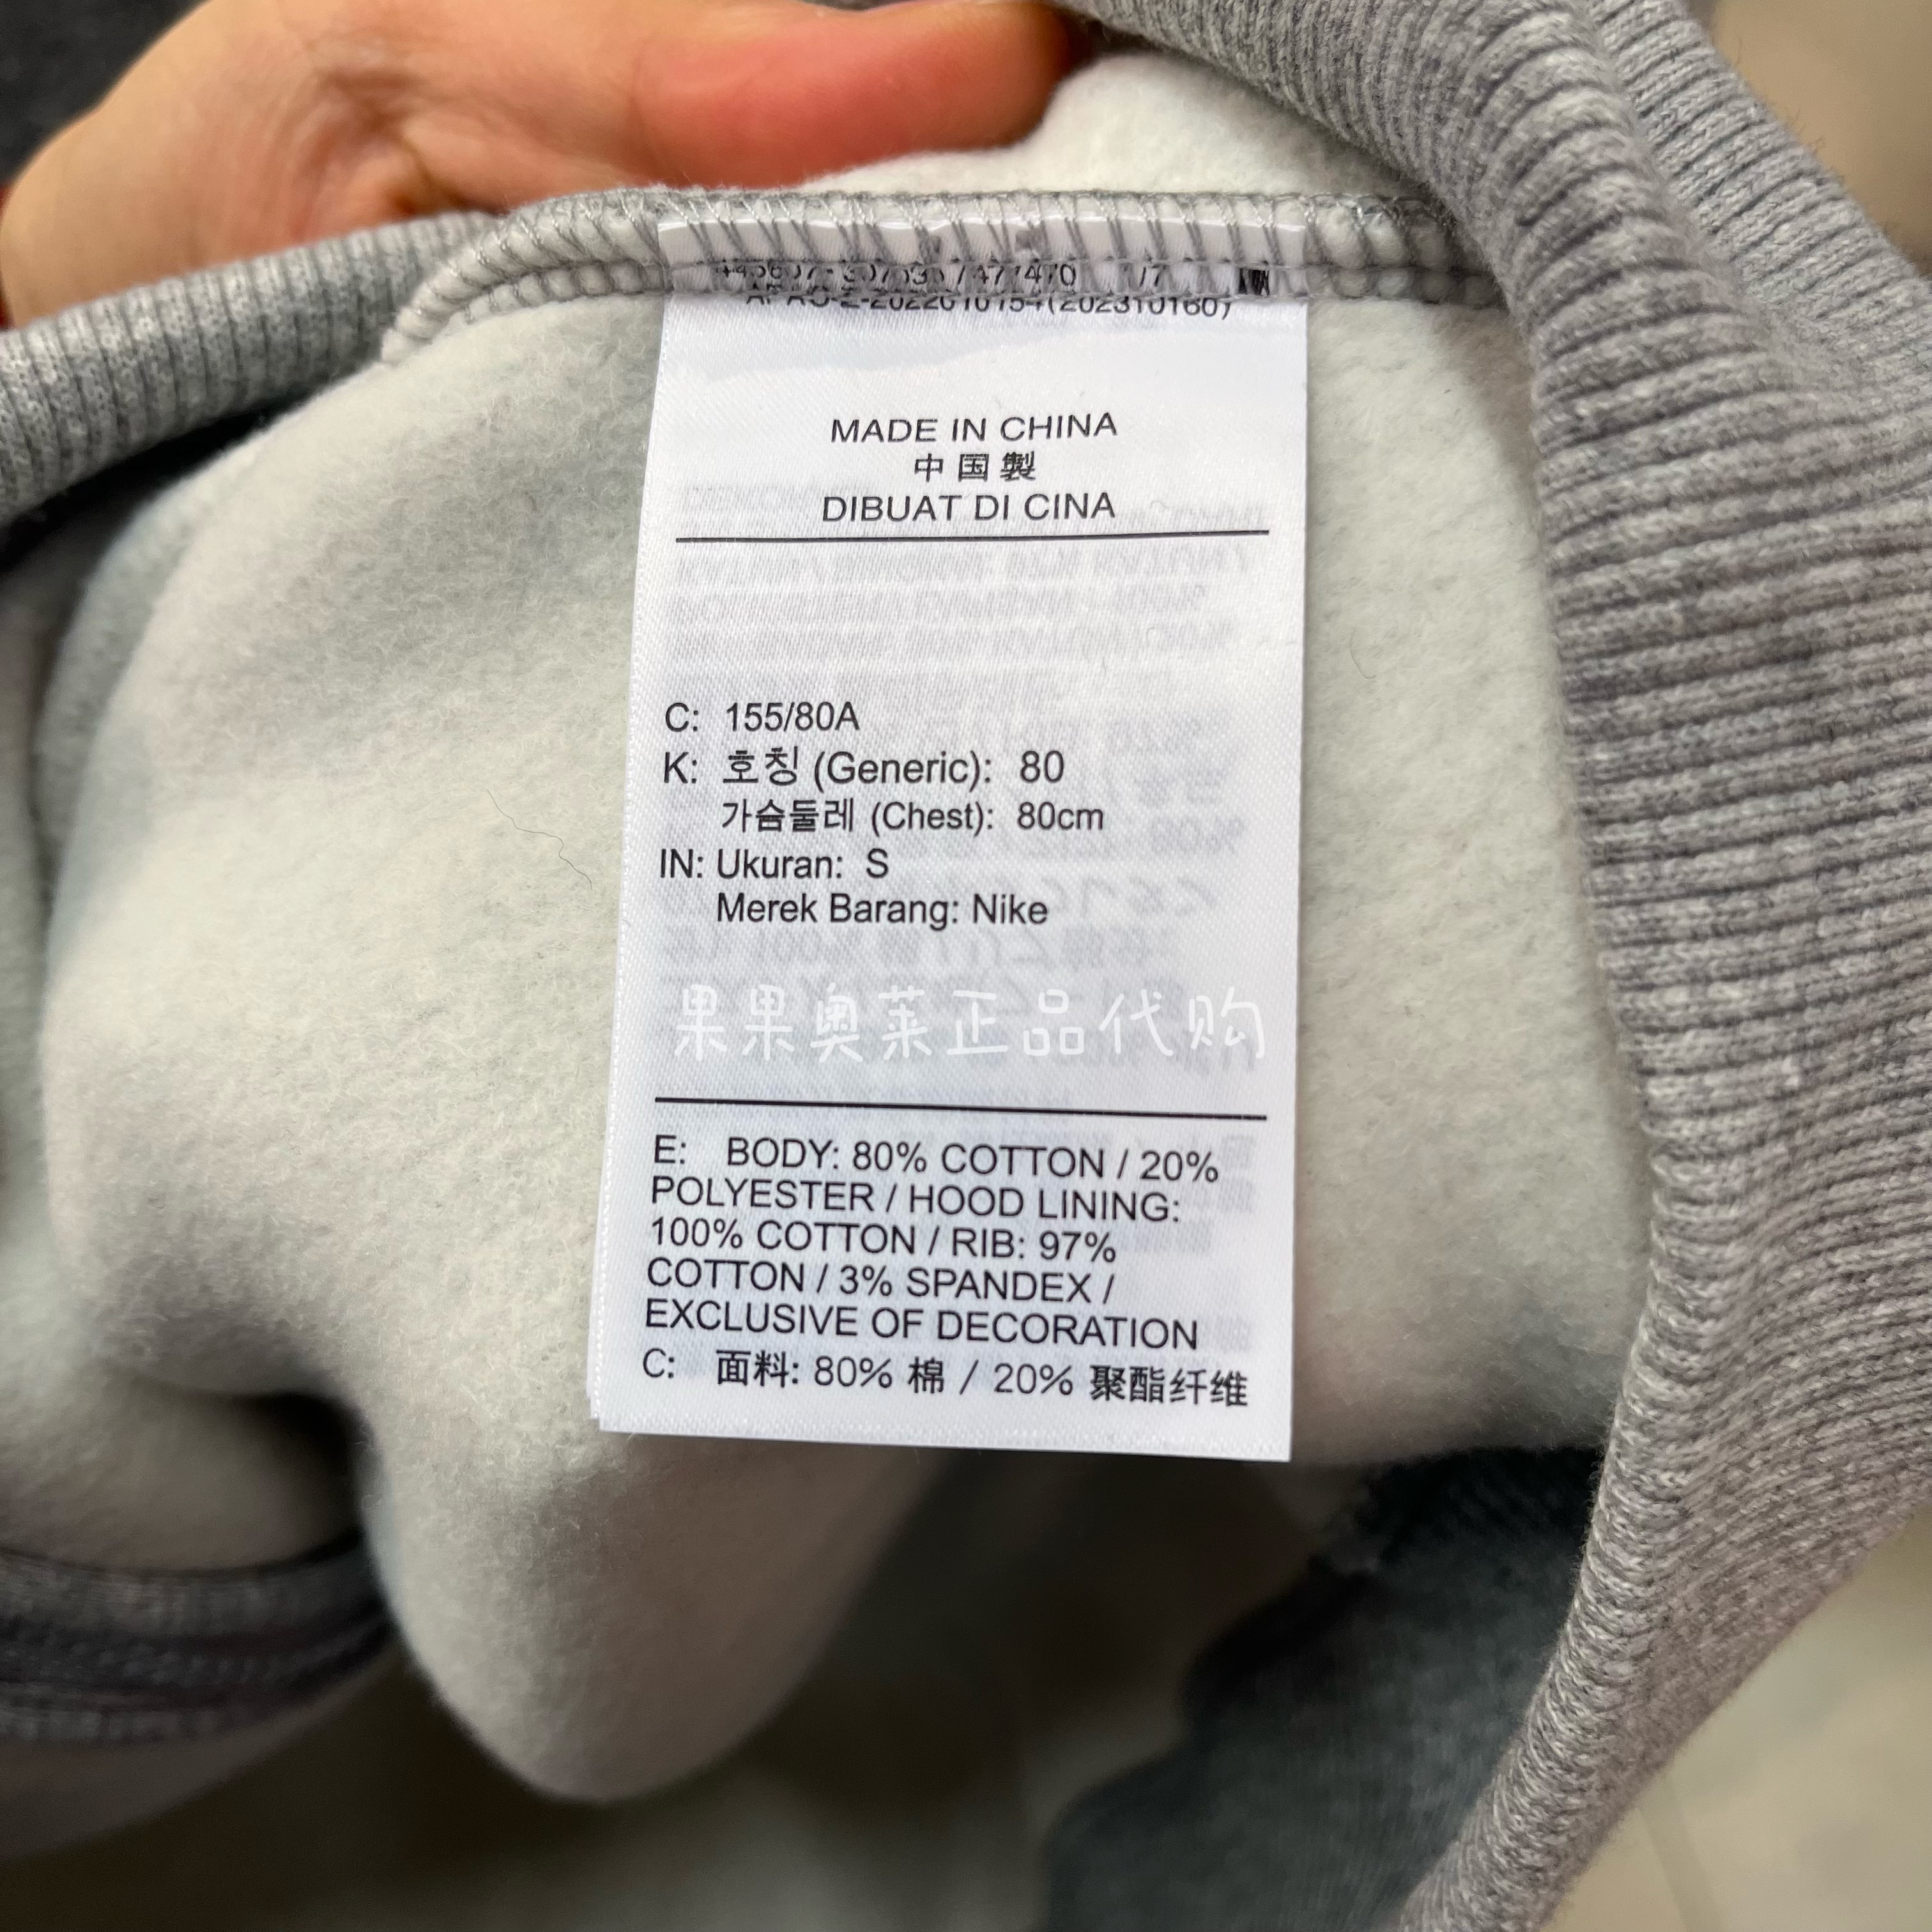 MADE IN CHINA
中国製
DIBUAT DI CINA
C: 155/80A
K: 호칭 (Generic): 80
가슴둘레 (Chest): 80cm
IN: Ukuran: S
Merek Barang: Nike
果果奥莱正品代购
E: BODY: 80% COTTON / 20%
POLYESTER / HOOD LINING:
100% COTTON / RIB: 97%
COTTON / 3% SPANDEX /
EXCLUSIVE OF DECORATION
C: 面料: 80% 棉 / 20% 聚酯纤维